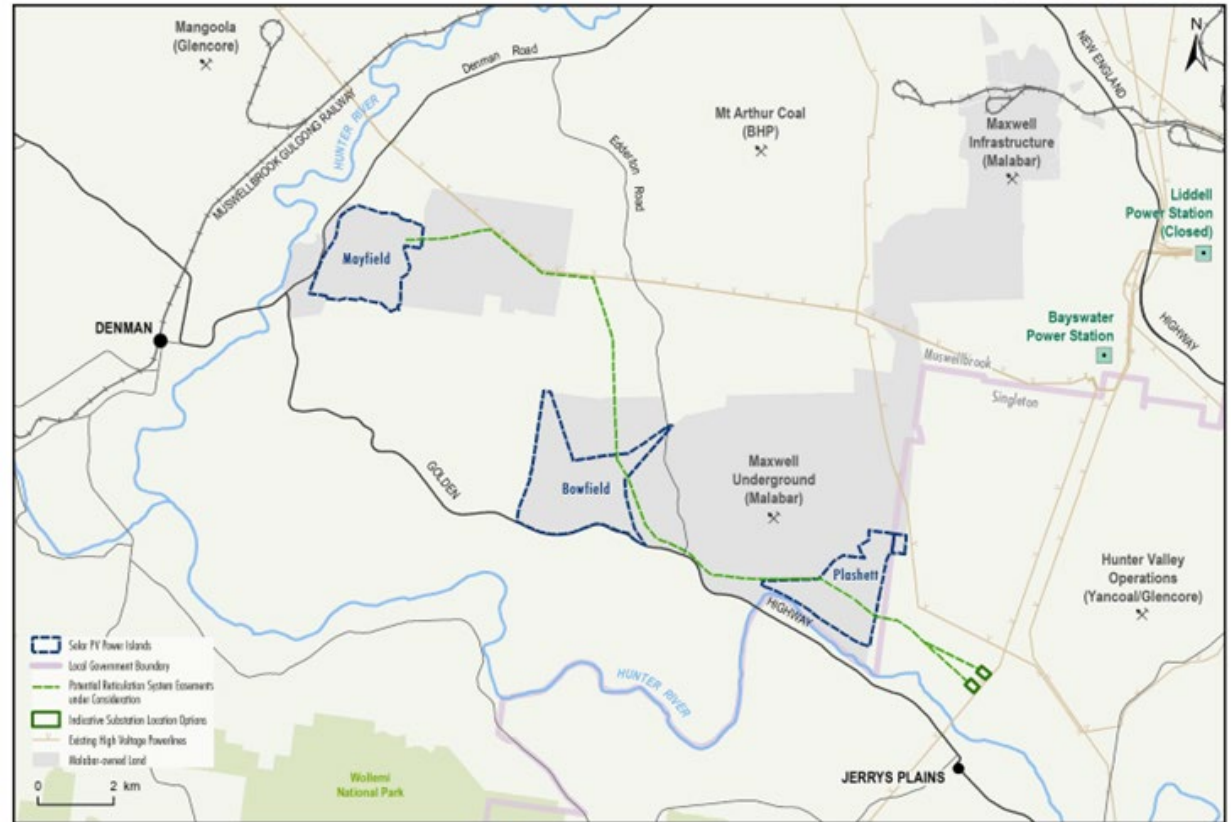 Mangoola
(Glencore)
N
Denman Road
NEW ENGLAND
MUSWELLBROOK GULGONG RAILWAY
HUNTER RIVER
Mt Arthur Coal
(BHP)
Edderton Road
Maxwell
Infrastructure
(Malabar)
Liddell
Power Station
(Closed)
Mayfield
DENMAN
Bayswater
Power Station
HIGHWAY
Muswellbrook
Singleton
GOLDEN
Bowfield
Maxwell
Underground
(Malabar)
Plashett
HIGHWAY
Hunter Valley
Operations
(Yancoal/Glencore)
HUNTER RIVER
Solar PV Power Islands
Local Government Boundary
Potential Reticulation System Easements
under Consideration
Indicative Substation Location Options
Existing High Voltage Powerlines
Malabar-owned Land
0 2 km
Wollemi
National Park
JERRYS PLAINS